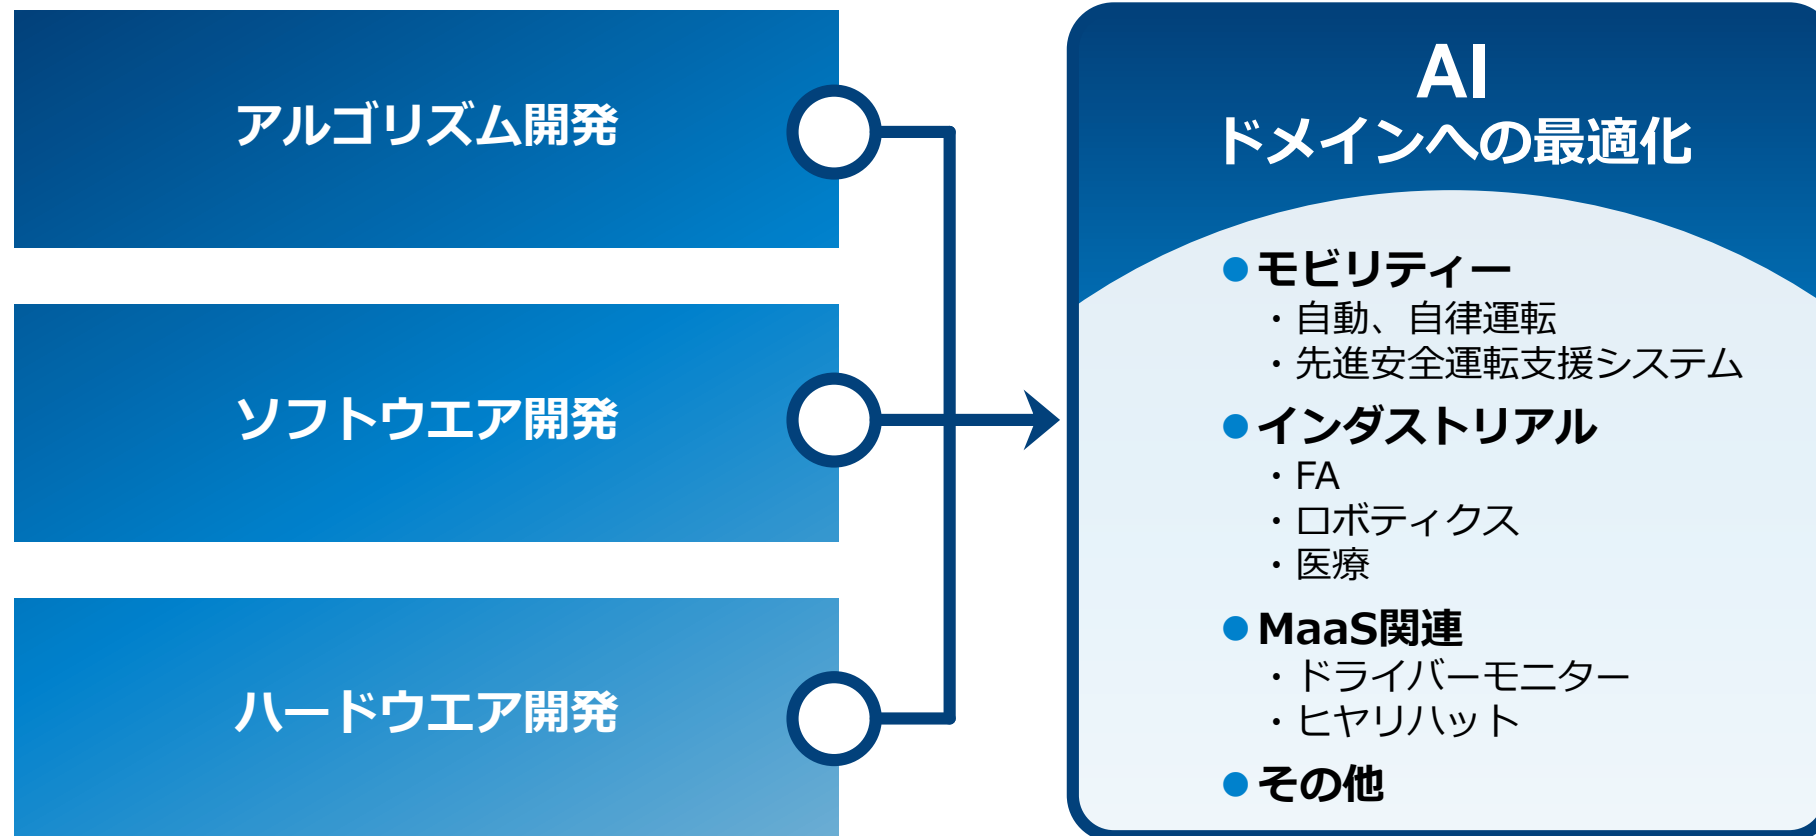 アルゴリズム開発
ソフトウエア開発
ハードウエア開発
AI
ドメインへの最適化
●モビリティー
・自動、自律運転
・先進安全運転支援システム
●インダストリアル
・FA
・ロボティクス
・医療
●MaaS関連
・ドライバーモニター
・ヒヤリハット
●その他